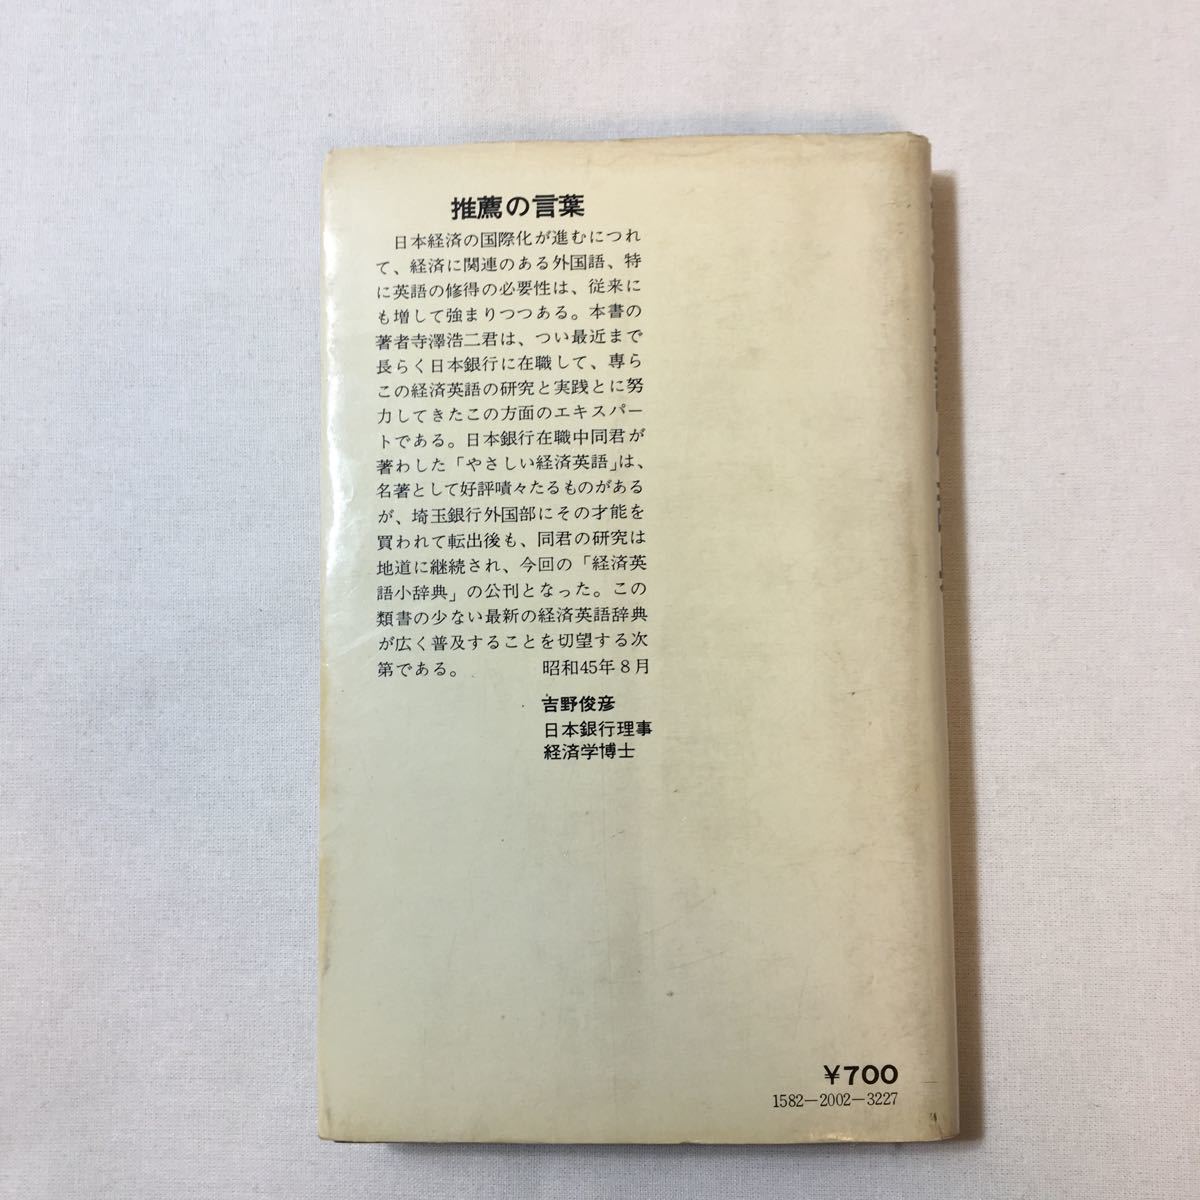 推薦の言葉
日本経済の国際化が進むにつれ
て、経済に関連のある外国語、特
に英語の修得の必要性は、従来に
も増して強まりつつある。本書の
著者寺澤浩二君は、つい最近まで
長らく日本銀行に在職して、専ら
この経済英語の研究と実践とに努
力してきたこの方面のエキスパー
トである。日本銀行在職中同君が
著わした「やさしい経済英語」は、
名著として好評嘖々たるものがある
が、埼玉銀行外国部にその才能を
買われて転出後も、同君の研究は
地道に継続され、今回の「経済英
語小辞典」の公刊となった。この
類書の少ない最新の経済英語辞典
が広く普及することを切望する次
第である。 昭和45年8月
吉野俊彦
日本銀行理事
経済学博士
¥700
1582-2002-3227